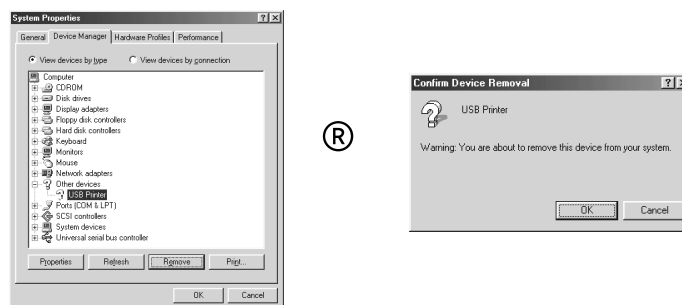 System Properties
General Device Manager Hardware Profiles Performance
View devices by type View devices by connection
Computer
CDROM
Disk drives
Display adapters
Floppy disk controllers
Hard disk controllers
Keyboard
Monitors
Mouse
Network adapters
Other devices
USB Printer
Ports (COM & LPT)
SCSI controllers
System devices
Universal serial bus controller
Properties Refresh Remove Print...
OK Cancel
®
Confirm Device Removal
USB Printer
Warning: You are about to remove this device from your system.
OK Cancel